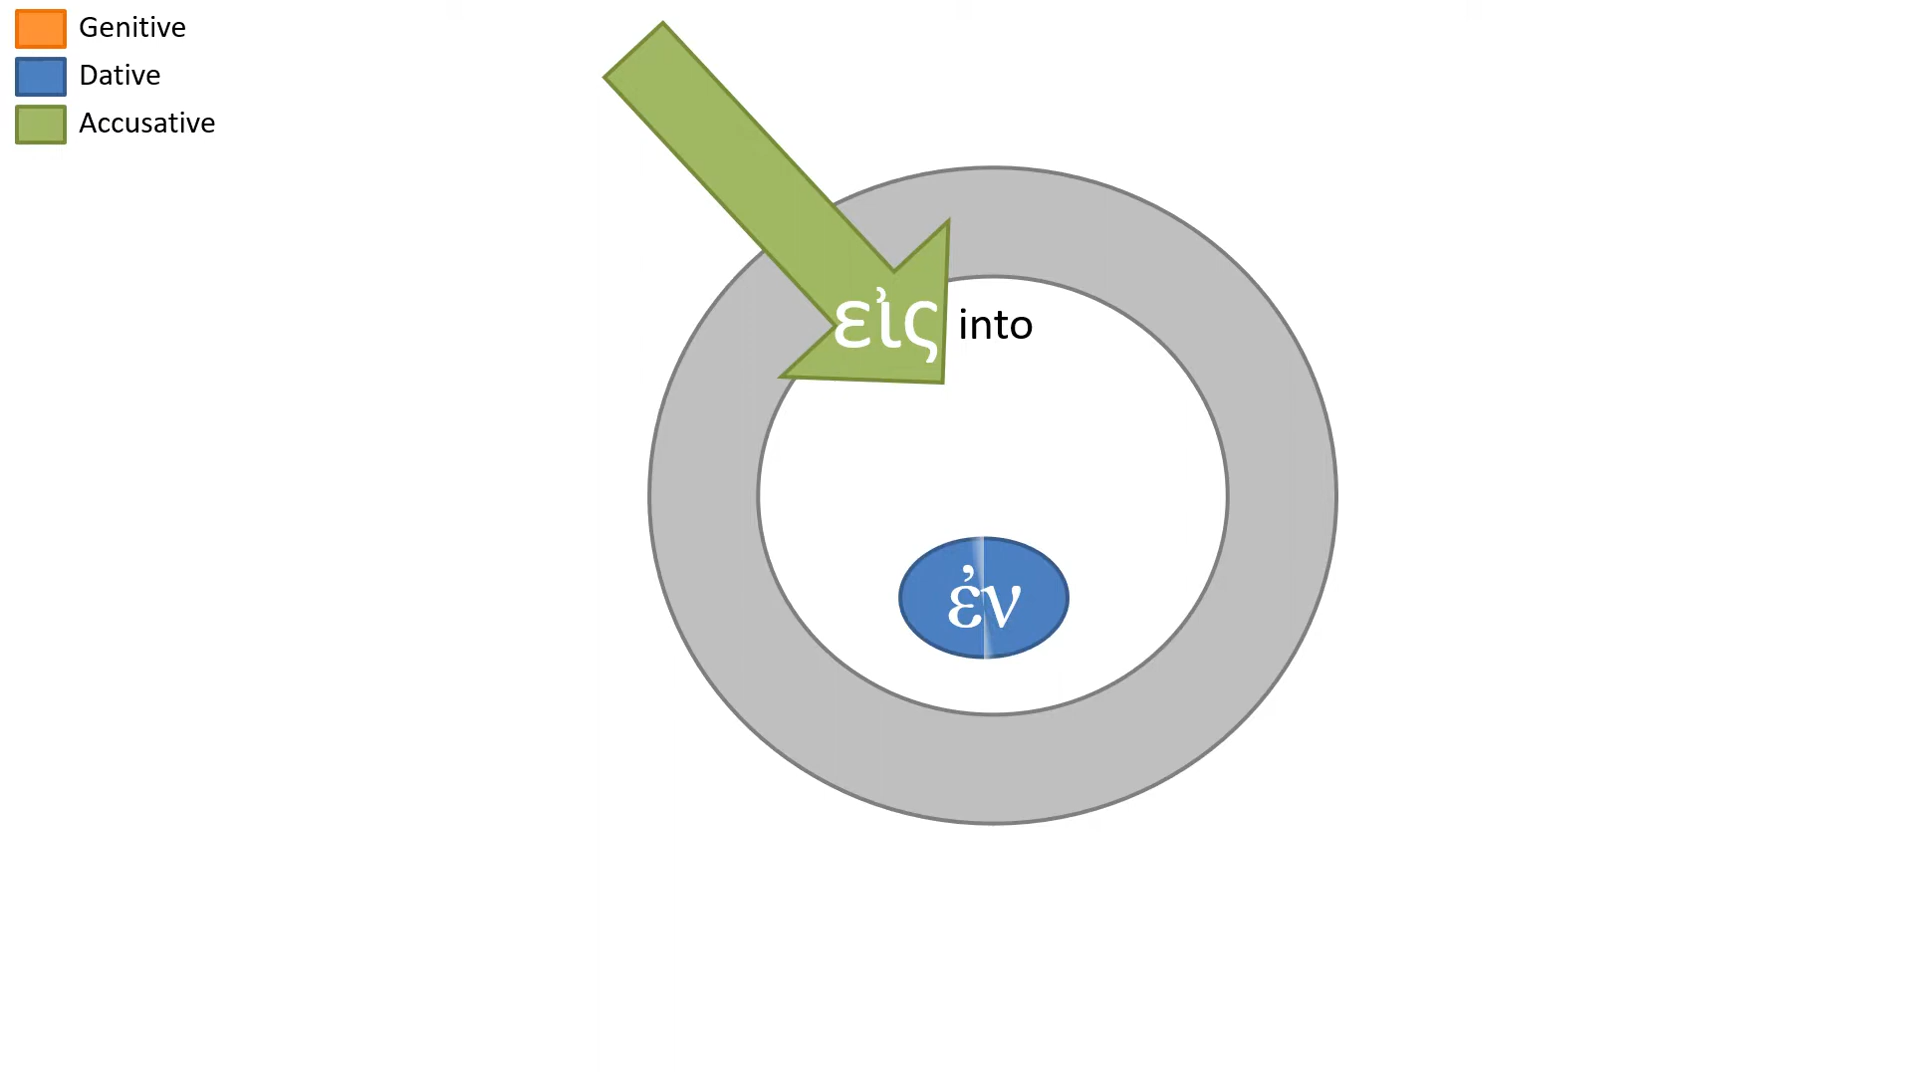 Genitive
Dative
Accusative
εἰς into
ἐν